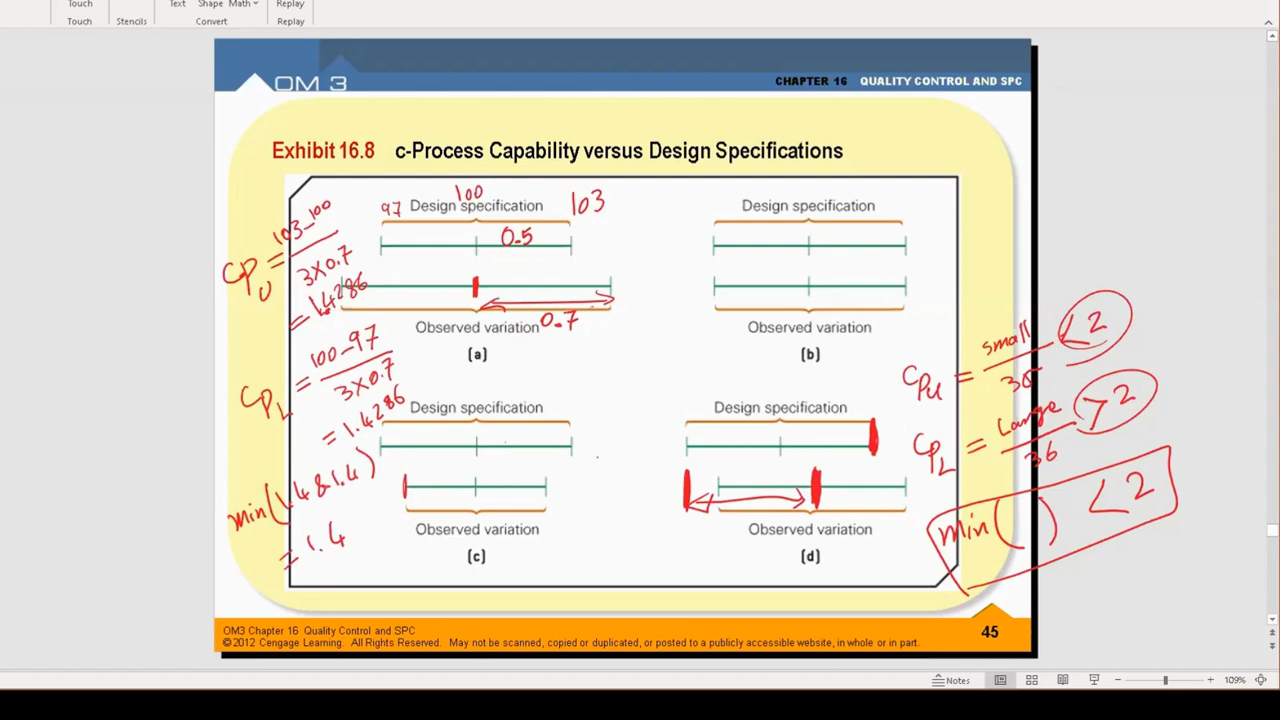 Touch
Shape
Math
Replay
Touch
Stencils
Convert
Replay
OM 3
CHAPTER 16 QUALITY CONTROL AND SPC
Exhibit 16.8 c-Process Capability versus Design Specifications
97
100
103
Design specification
0.5
Observed variation
0.7
(a)
Design specification
Observed variation
(b)
Design specification
Observed variation
(c)
Design specification
Observed variation
(d)
CPU = 103-100
3x0.7
= 1.4286
CPL = 100-97
3x0.7
= 1.4286
min(1.4 & 1.4)
= 1.4
CPU = small < 2
3σ
CPL = Large > 2
3σ
min( ) < 2
OM3 Chapter 16 Quality Control and SPC
©2012 Cengage Learning. All Rights Reserved. May not be scanned, copied or duplicated, or posted to a publicly accessible website, in whole or in part.
45
Notes
109%